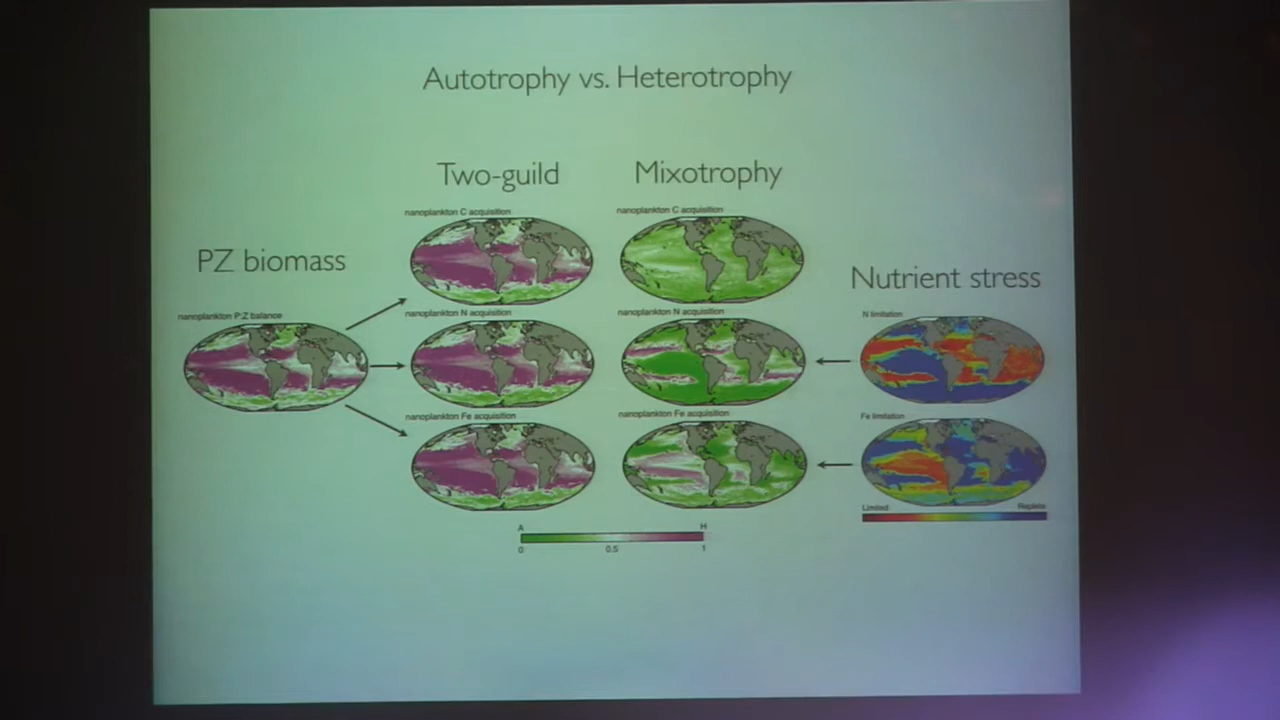 Autotrophy vs. Heterotrophy
Two-guild
Mixotrophy
nanoplankton C acquisition
nanoplankton C acquisition
PZ biomass
Nutrient stress
nanoplankton P:Z balance
nanoplankton N acquisition
nanoplankton N acquisition
N limitation
nanoplankton Fe acquisition
nanoplankton Fe acquisition
Fe limitation
Limited
Replete
A
H
0
0.5
1